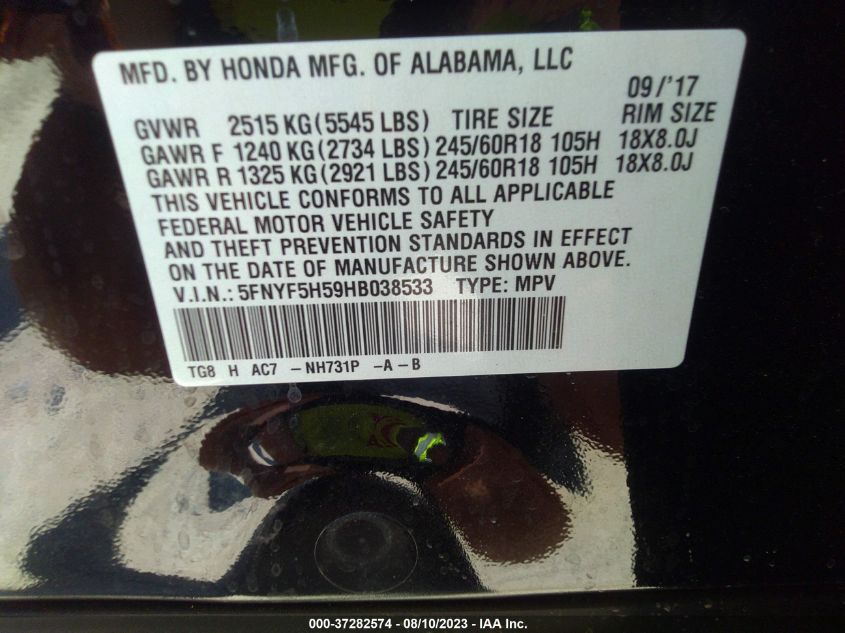 MFD. BY HONDA MFG. OF ALABAMA, LLC
09/'17
GVWR 2515 KG(5545 LBS) TIRE SIZE RIM SIZE
GAWR F 1240 KG(2734 LBS) 245/60R18 105H 18X8.0J
GAWR R 1325 KG(2921 LBS) 245/60R18 105H 18X8.0J
THIS VEHICLE CONFORMS TO ALL APPLICABLE
FEDERAL MOTOR VEHICLE SAFETY
AND THEFT PREVENTION STANDARDS IN EFFECT
ON THE DATE OF MANUFACTURE SHOWN ABOVE.
V.I.N.: 5FNYF5H59HB038533 TYPE: MPV
TG8 H AC7 - NH731P -A-B
000-37282574 - 08/10/2023 - IAA Inc.